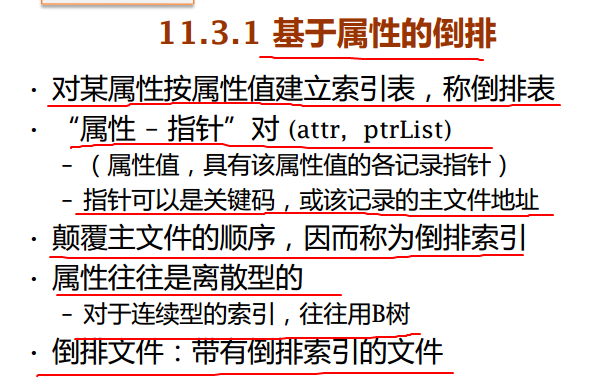 11.3.1 基于属性的倒排
· 对某属性按属性值建立索引表，称倒排表
· “属性 – 指针”对 (attr, ptrList)
– （属性值，具有该属性值的各记录指针）
– 指针可以是关键码，或该记录的主文件地址
· 颠覆主文件的顺序，因而称为倒排索引
· 属性往往是离散型的
– 对于连续型的索引，往往用B树
· 倒排文件：带有倒排索引的文件